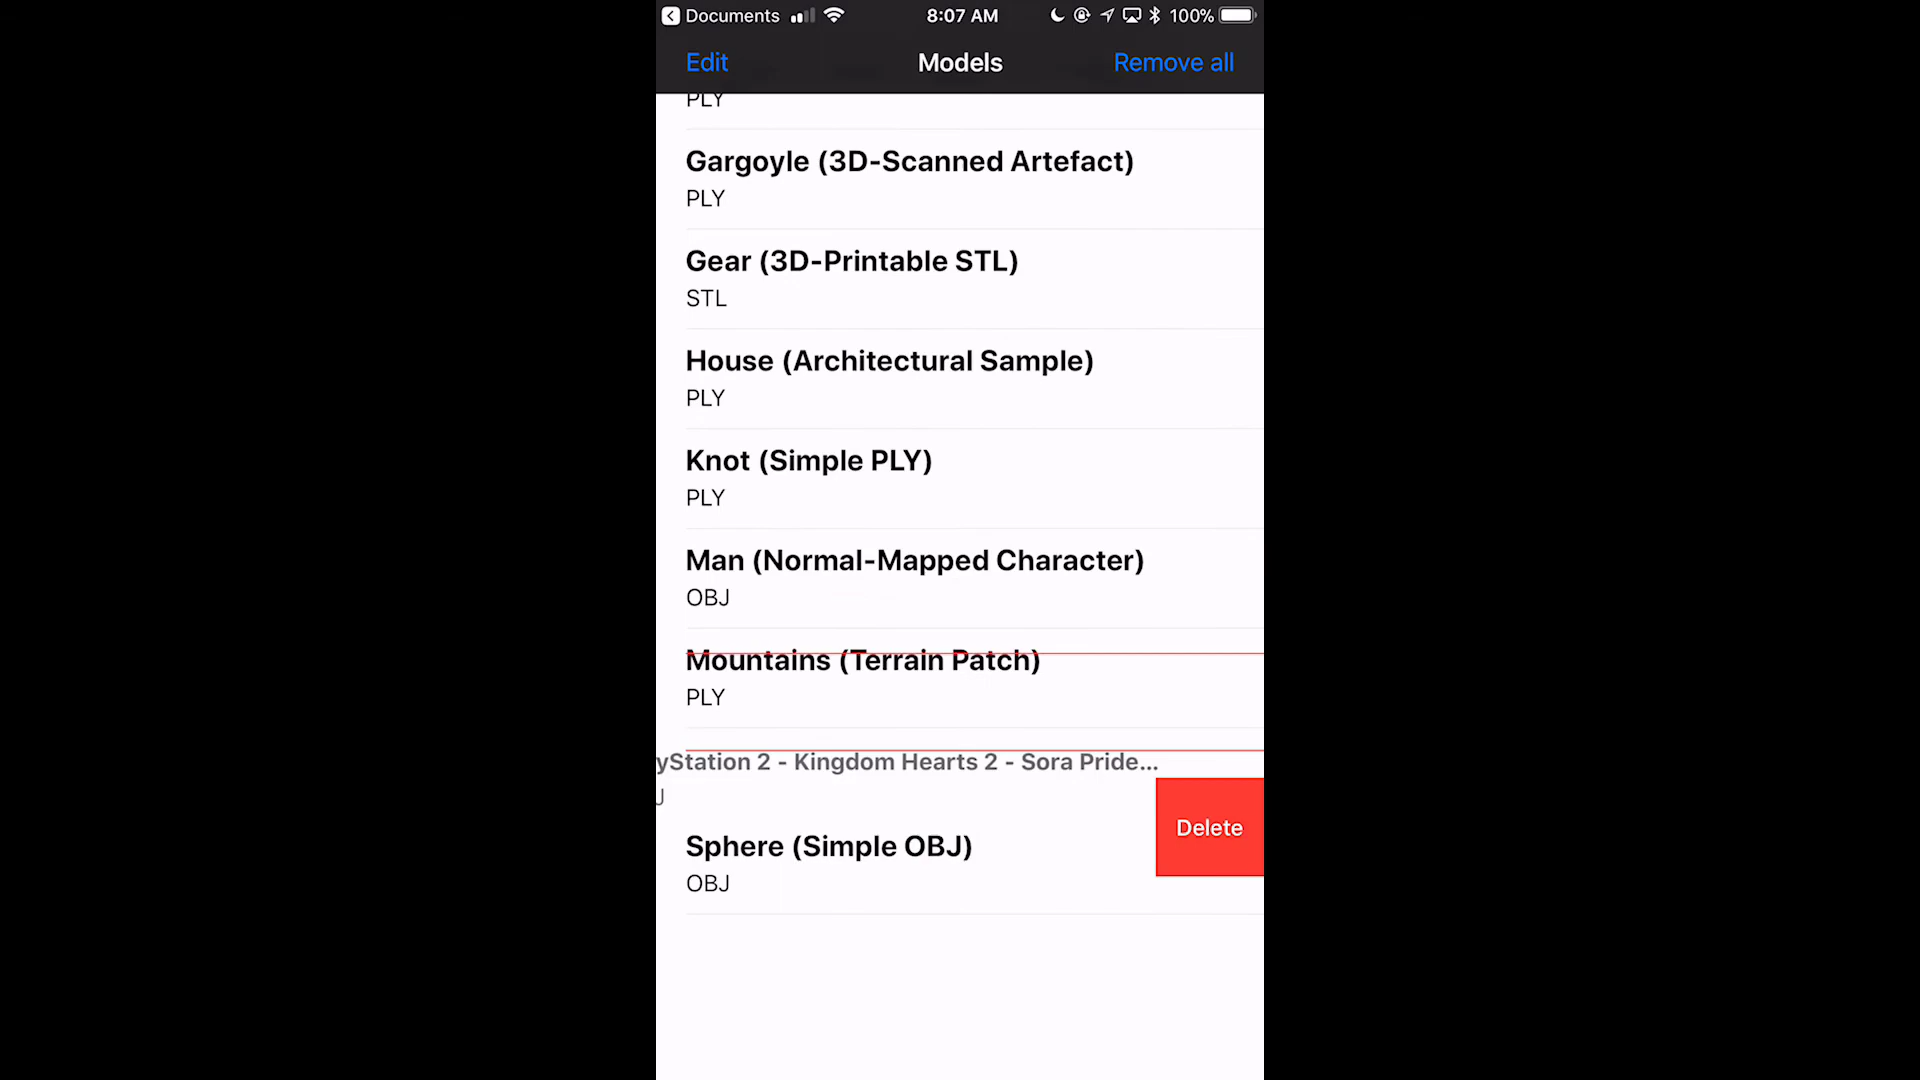 Documents 8:07 AM 100%
Edit Models Remove all
PLY
Gargoyle (3D-Scanned Artefact)
PLY
Gear (3D-Printable STL)
STL
House (Architectural Sample)
PLY
Knot (Simple PLY)
PLY
Man (Normal-Mapped Character)
OBJ
Mountains (Terrain Patch)
PLY
yStation 2 - Kingdom Hearts 2 - Sora Pride...
J
Delete
Sphere (Simple OBJ)
OBJ